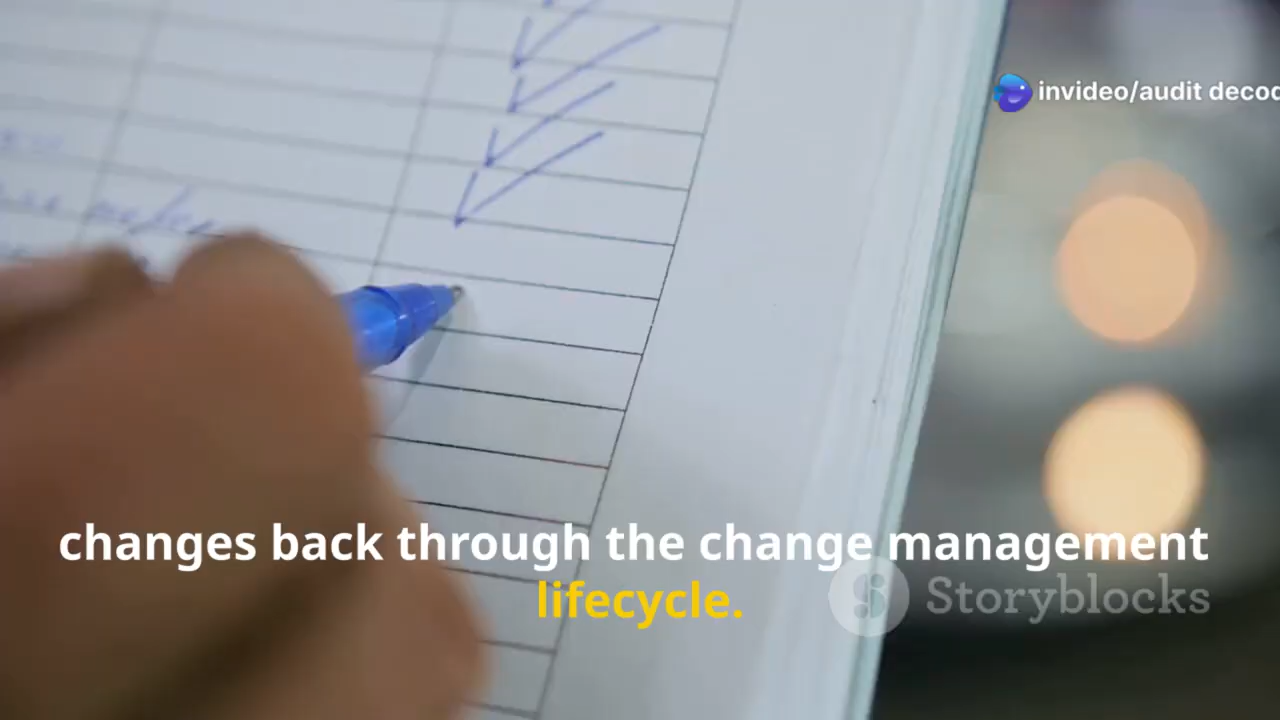 invideo/audit decod
changes back through the change management
lifecycle.
Storyblocks